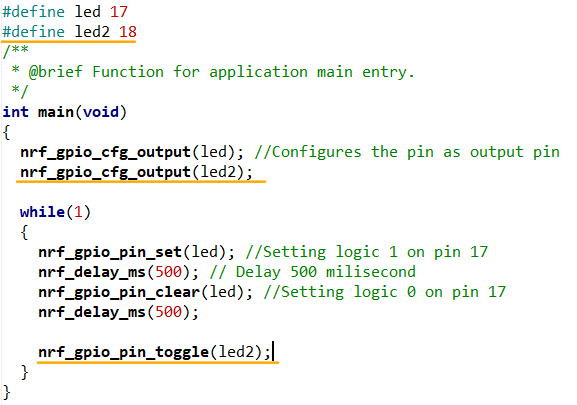 #define led 17
#define led2 18
/**
 * @brief Function for application main entry.
 */
int main(void)
{
  nrf_gpio_cfg_output(led); //Configures the pin as output pin
  nrf_gpio_cfg_output(led2);
  while(1)
  {
    nrf_gpio_pin_set(led); //Setting logic 1 on pin 17
    nrf_delay_ms(500); // Delay 500 milisecond
    nrf_gpio_pin_clear(led); //Setting logic 0 on pin 17
    nrf_delay_ms(500);
    nrf_gpio_pin_toggle(led2);
  }
}